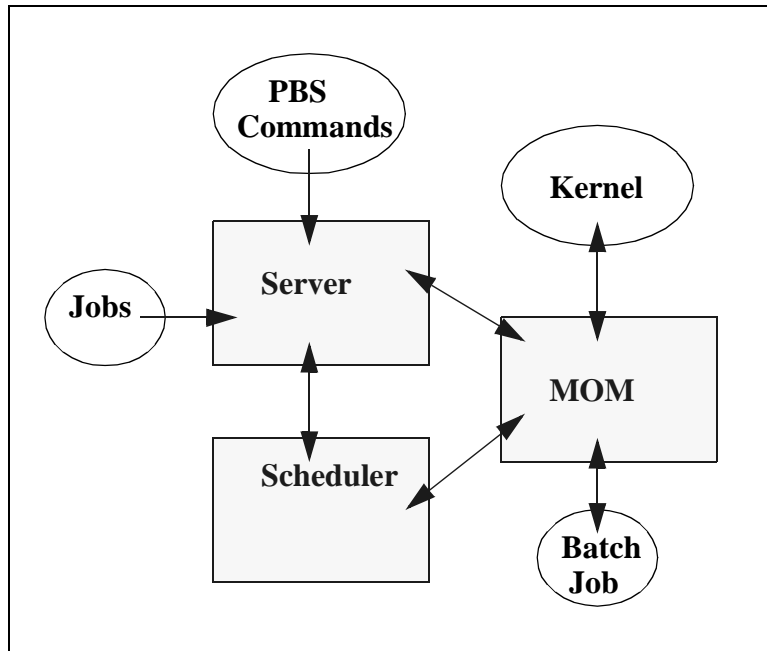 PBS
Commands
Kernel
Server
Jobs
MOM
Scheduler
Batch
Job